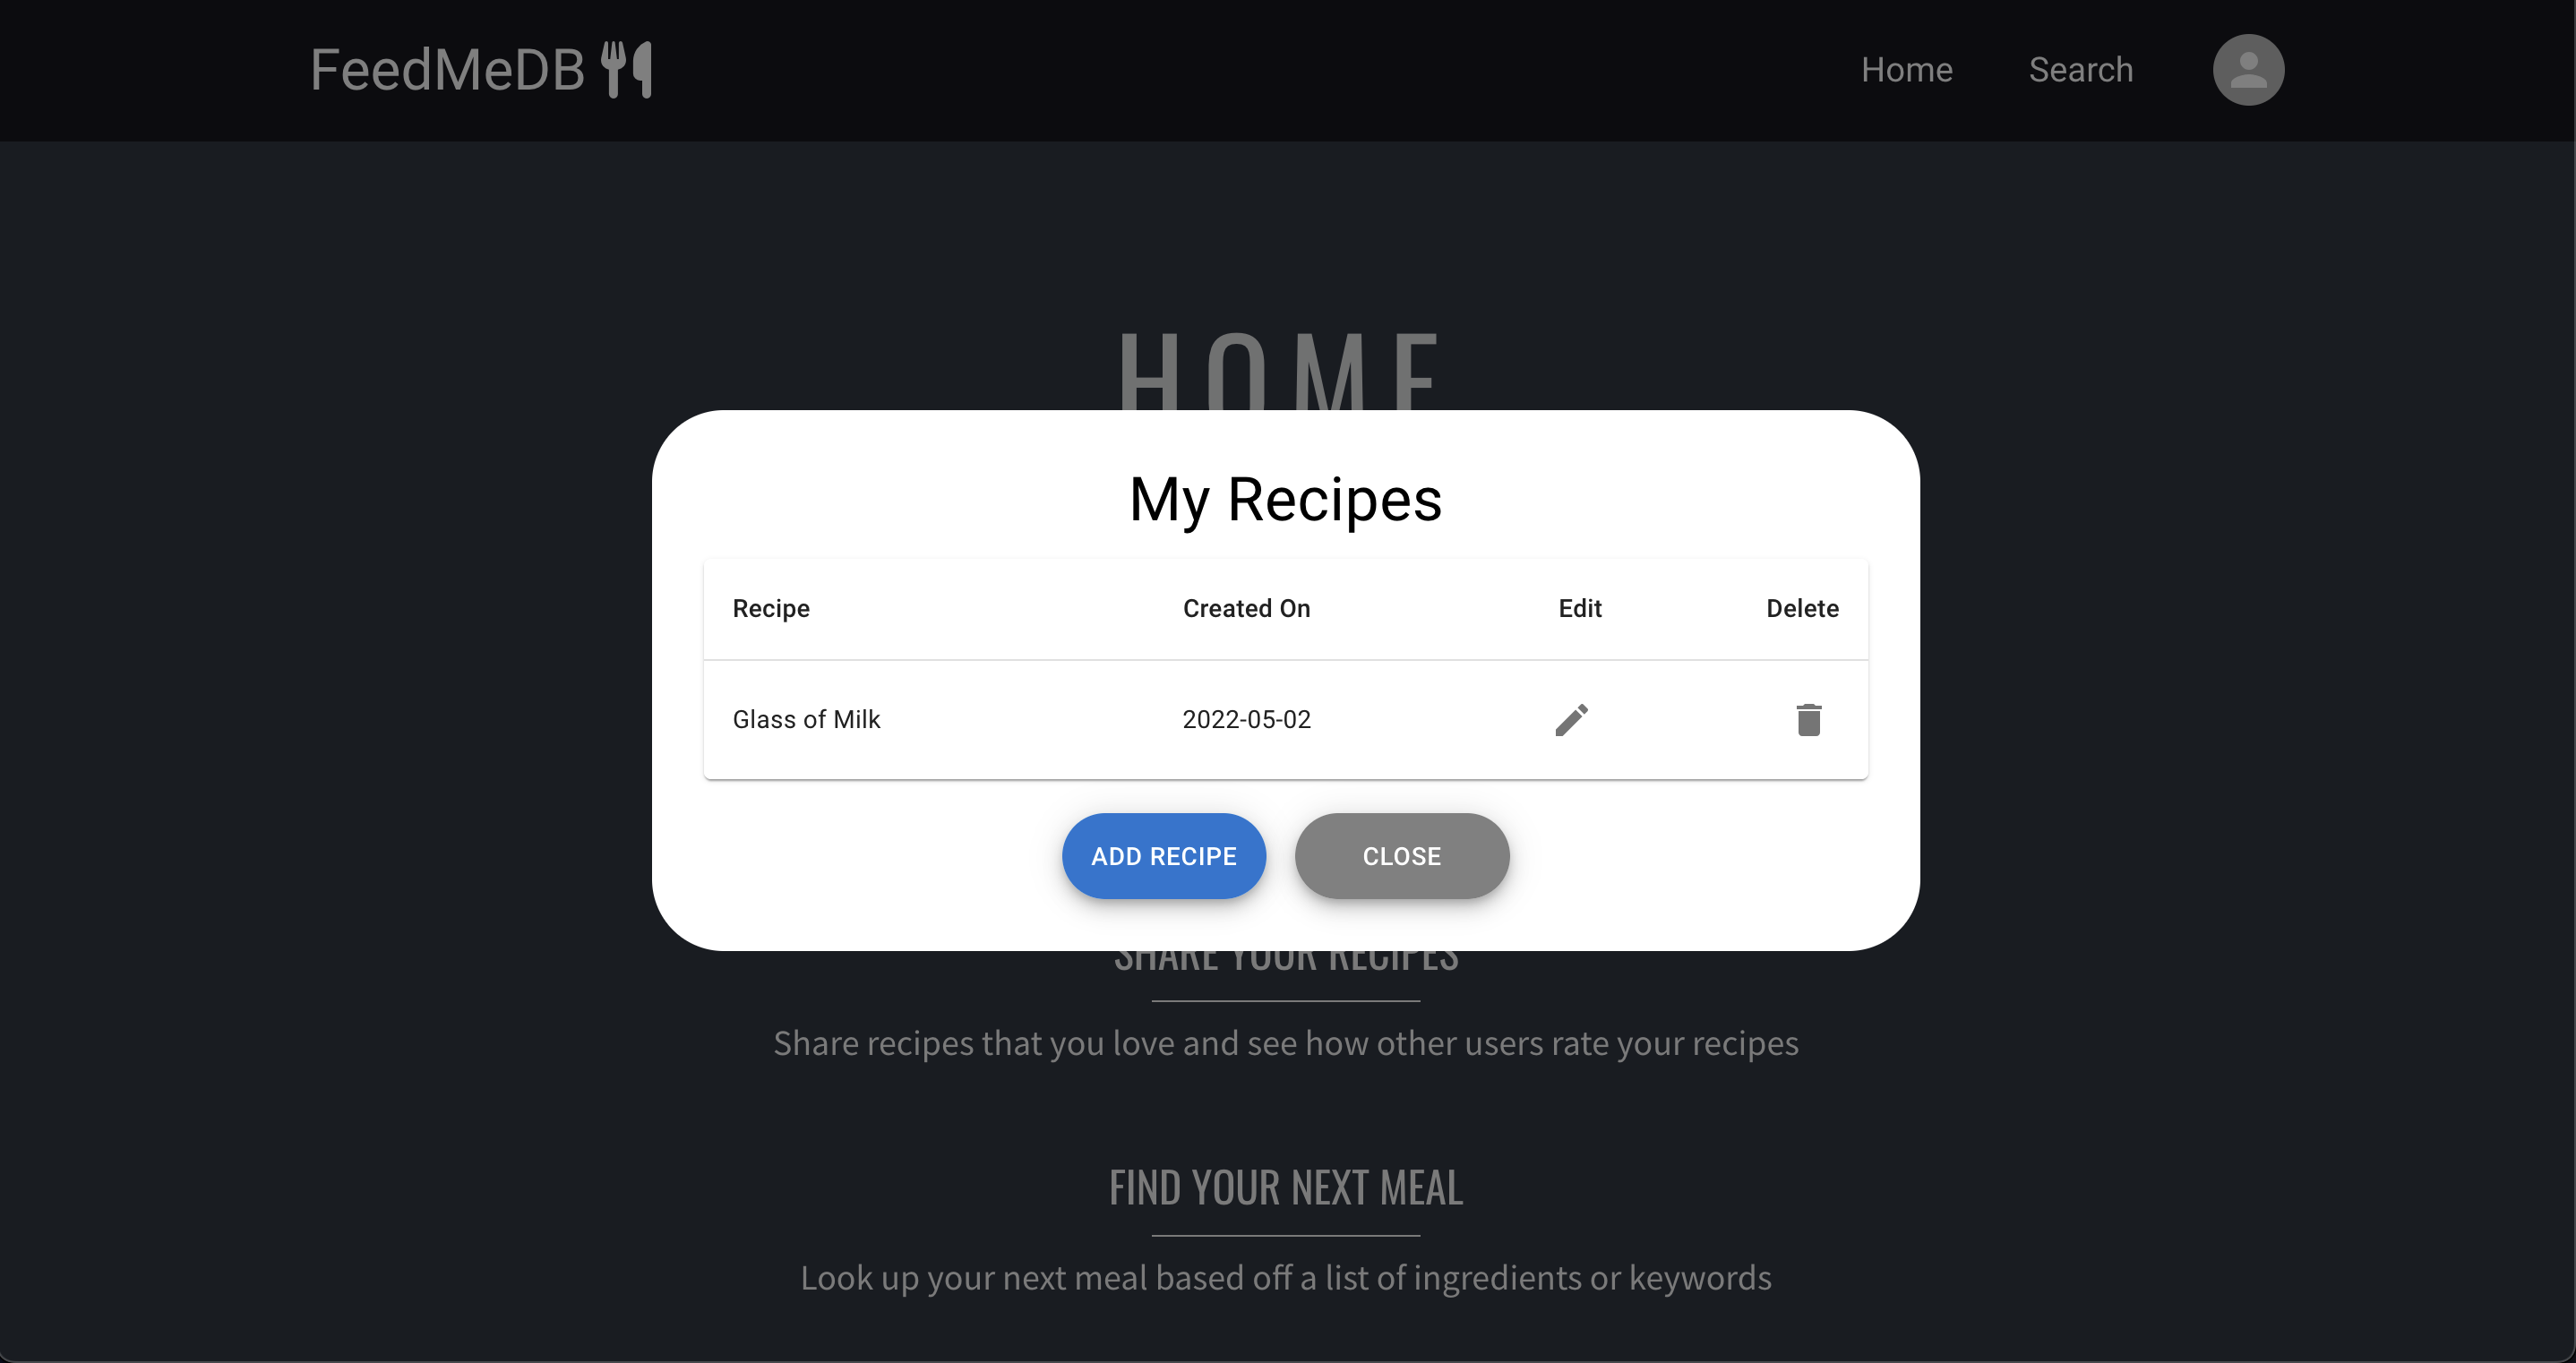 FeedMeDB
Home Search
HOME
My Recipes
Recipe Created On Edit Delete
Glass of Milk 2022-05-02
ADD RECIPE CLOSE
SHARE YOUR RECIPES
Share recipes that you love and see how other users rate your recipes
FIND YOUR NEXT MEAL
Look up your next meal based off a list of ingredients or keywords